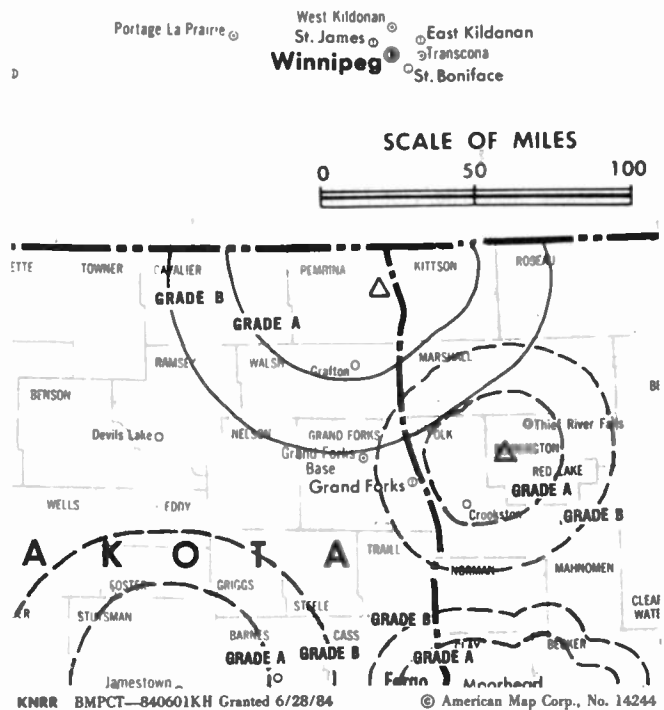 West Kildonan
Portage La Prairie
St. James
East Kildanan
Winnipeg
Transcona
St. Boniface
SCALE OF MILES
0 50 100
TOWNER CAVALIER PEMBINA KITTSON ROSEAU
GRADE B
GRADE A
RAMSEY WALSH MARSHALL
Grafton
BENSON
Devils Lake NELSON GRAND FORKS POLK Thief River Falls
Grand Forks
Base
RED LAKE
Grand Forks GRADE A
WELLS EDDY Crookston GRADE B
AKOTA
TRAILL
NORMAN MAHNOMEN
FOSTER GRIGGS
STEELE
STUTSMAN
GRADE B
BARNES CASS
GRADE A GRADE B GRADE A BECKER
Jamestown Fargo Moorhead
KNRR BMPCT—840601KH Granted 6/28/84 © American Map Corp., No. 14244